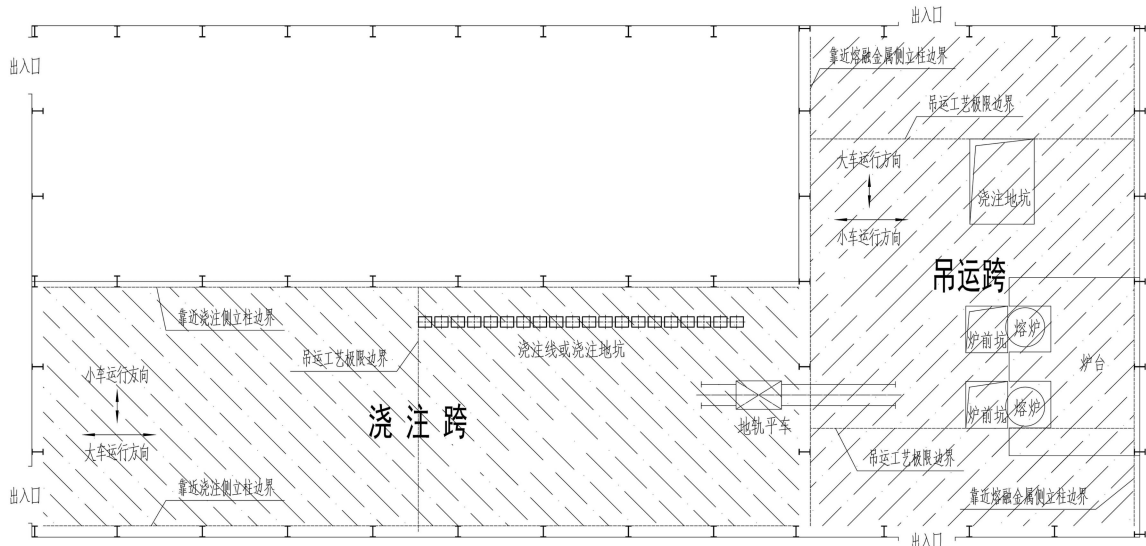 出入口
出入口
靠近熔融金属侧立柱边界
吊运工艺极限边界
大车运行方向
小车运行方向
浇注地坑
吊运跨
靠近浇注侧立柱边界
浇注线或浇注地坑
吊运工艺极限边界
炉前坑
熔炉
炉台
小车运行方向
大车运行方向
浇注跨
地轨平车
炉前坑
熔炉
吊运工艺极限边界
靠近浇注侧立柱边界
靠近熔融金属侧立柱边界
出入口
出入口